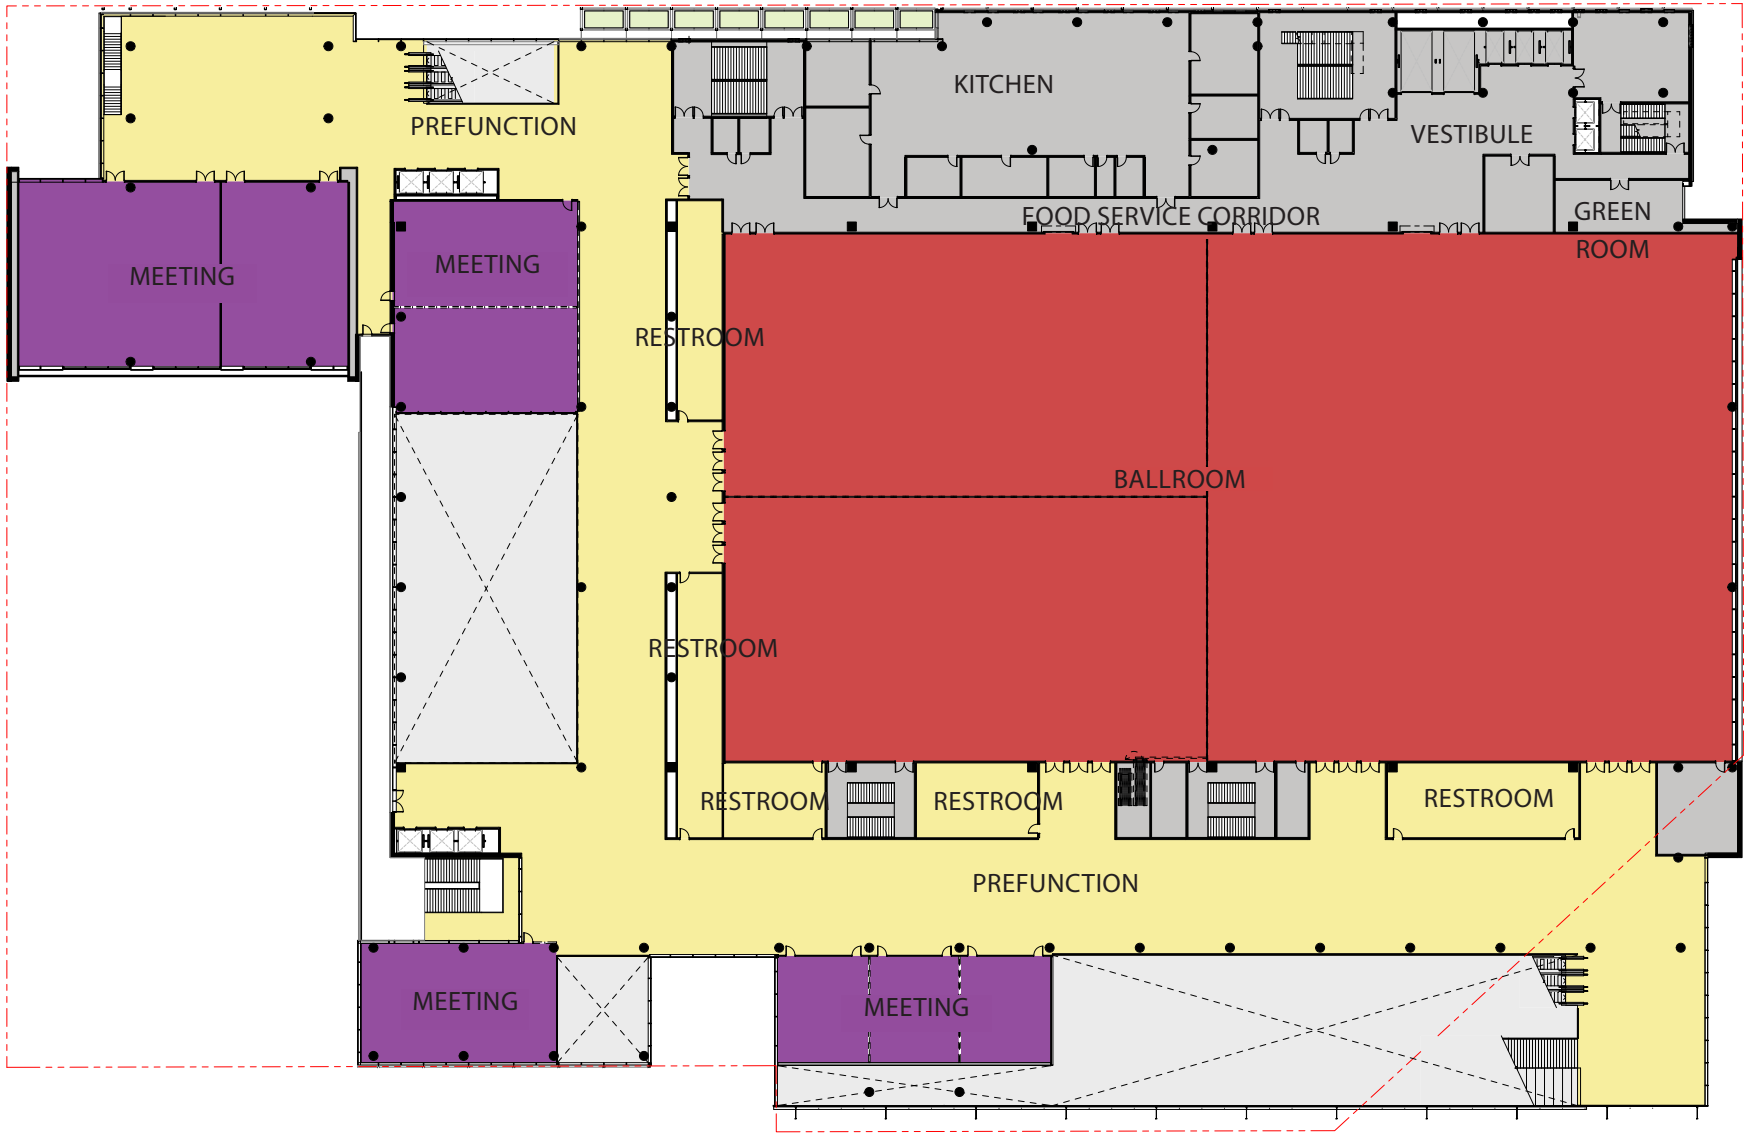 KITCHEN
PREFUNCTION
VESTIBULE
FOOD SERVICE CORRIDOR
GREEN
ROOM
MEETING
MEETING
RESTROOM
BALLROOM
RESTROOM
RESTROOM
RESTROOM
RESTROOM
PREFUNCTION
MEETING
MEETING